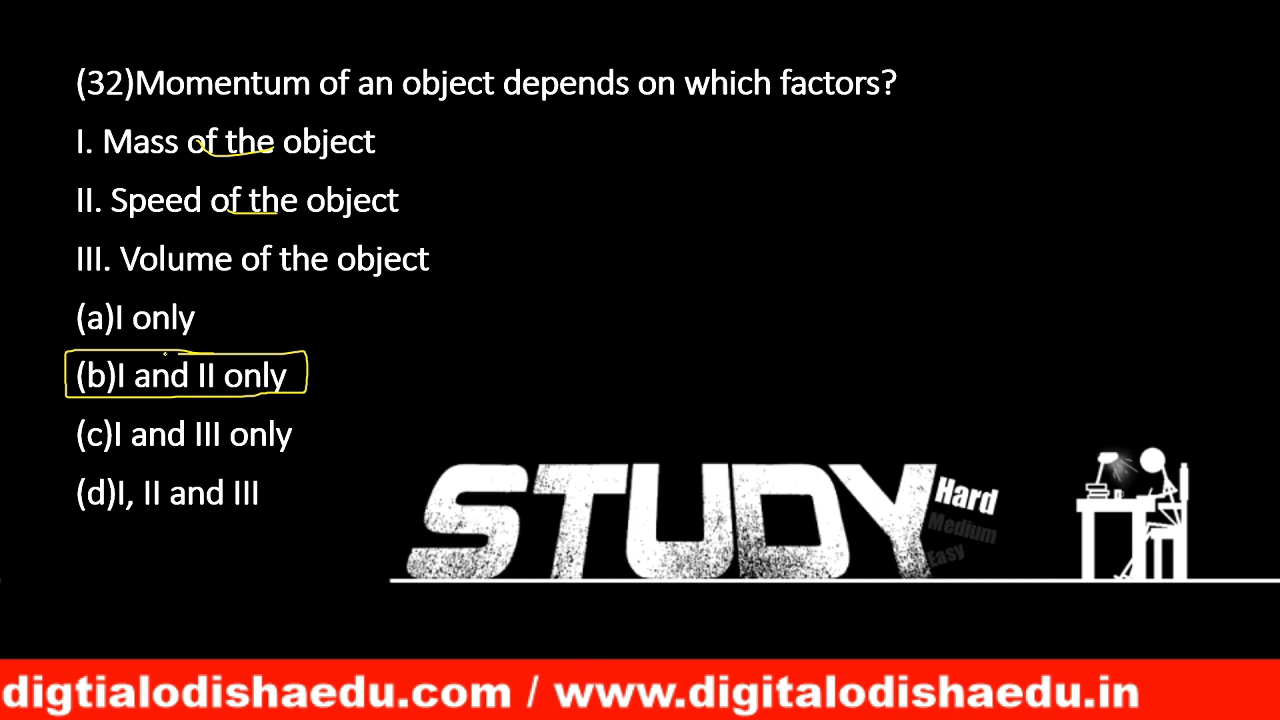 (32)Momentum of an object depends on which factors?
I. Mass of the object
II. Speed of the object
III. Volume of the object
(a)I only
(b)I and II only
(c)I and III only
(d)I, II and III
STUDY
Hard
Medium
Easy
digtialodishaedu.com / www.digitalodishaedu.in